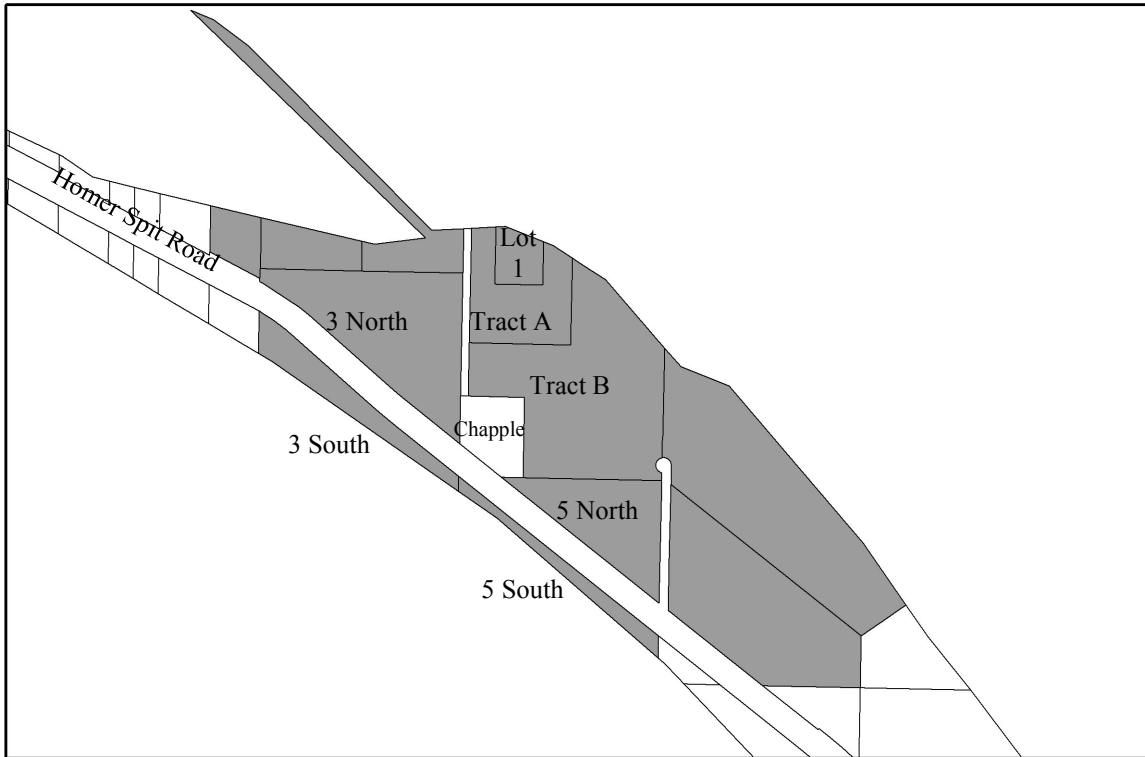 Homer Spit Road
Lot
1
3 North
Tract A
Tract B
Chapple
3 South
5 North
5 South